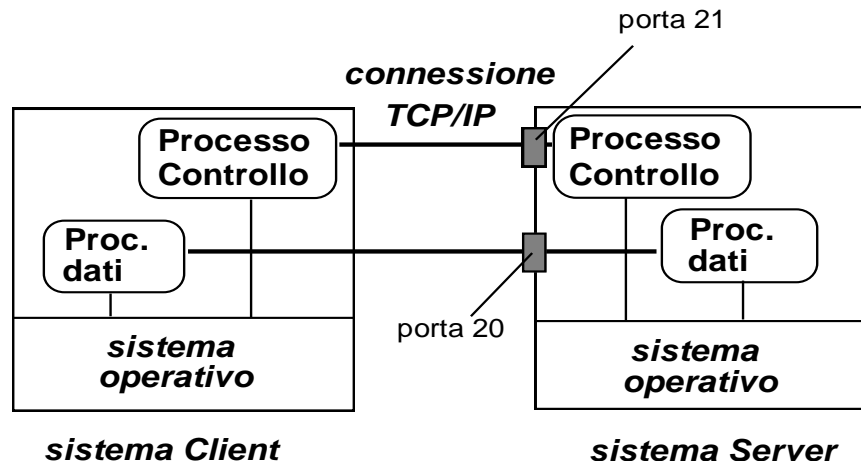 porta 21
connessione
TCP/IP
Processo
Controllo
Processo
Controllo
Proc.
dati
Proc.
dati
porta 20
sistema
operativo
sistema
operativo
sistema Client
sistema Server